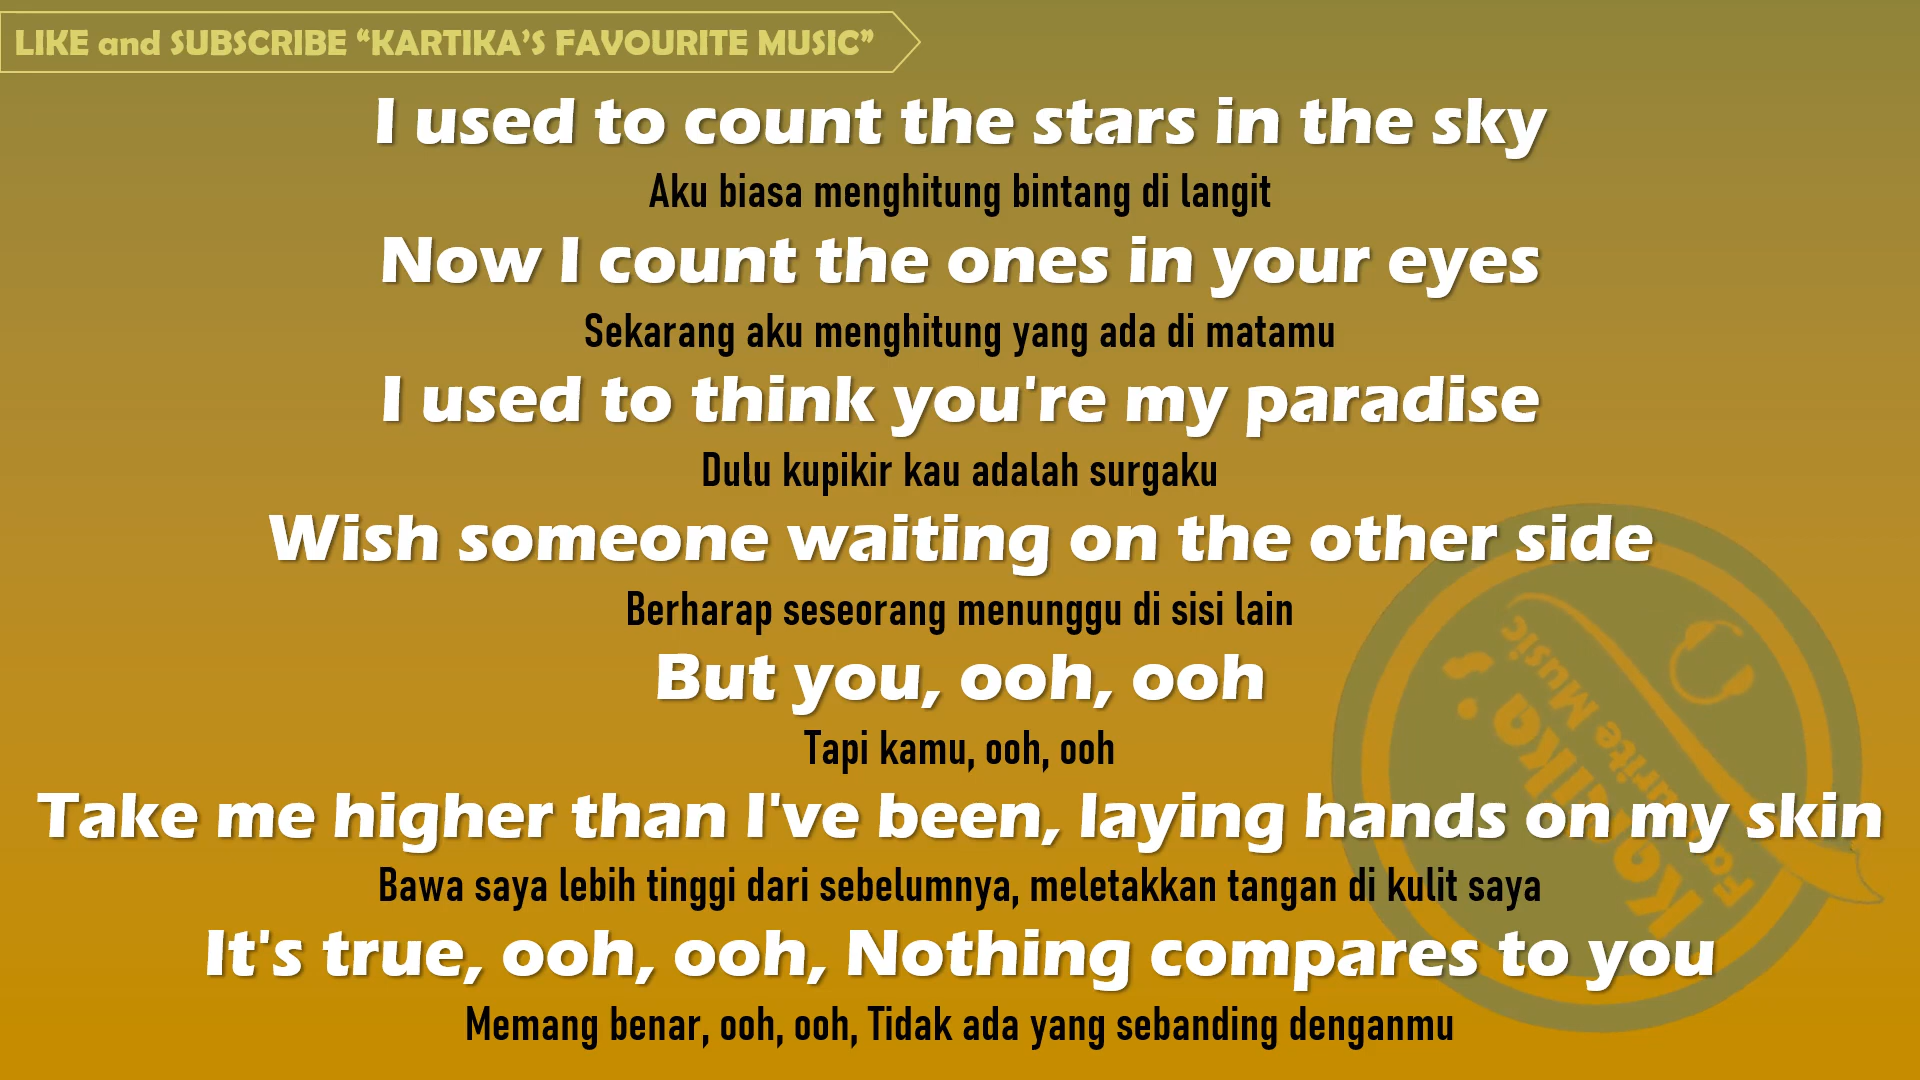 LIKE and SUBSCRIBE “KARTIKA’S FAVOURITE MUSIC”
I used to count the stars in the sky
Aku biasa menghitung bintang di langit
Now I count the ones in your eyes
Sekarang aku menghitung yang ada di matamu
I used to think you're my paradise
Dulu kupikir kau adalah surgaku
Wish someone waiting on the other side
Berharap seseorang menunggu di sisi lain
But you, ooh, ooh
Tapi kamu, ooh, ooh
Take me higher than I've been, laying hands on my skin
Bawa saya lebih tinggi dari sebelumnya, meletakkan tangan di kulit saya
It's true, ooh, ooh, Nothing compares to you
Memang benar, ooh, ooh, Tidak ada yang sebanding denganmu
Music